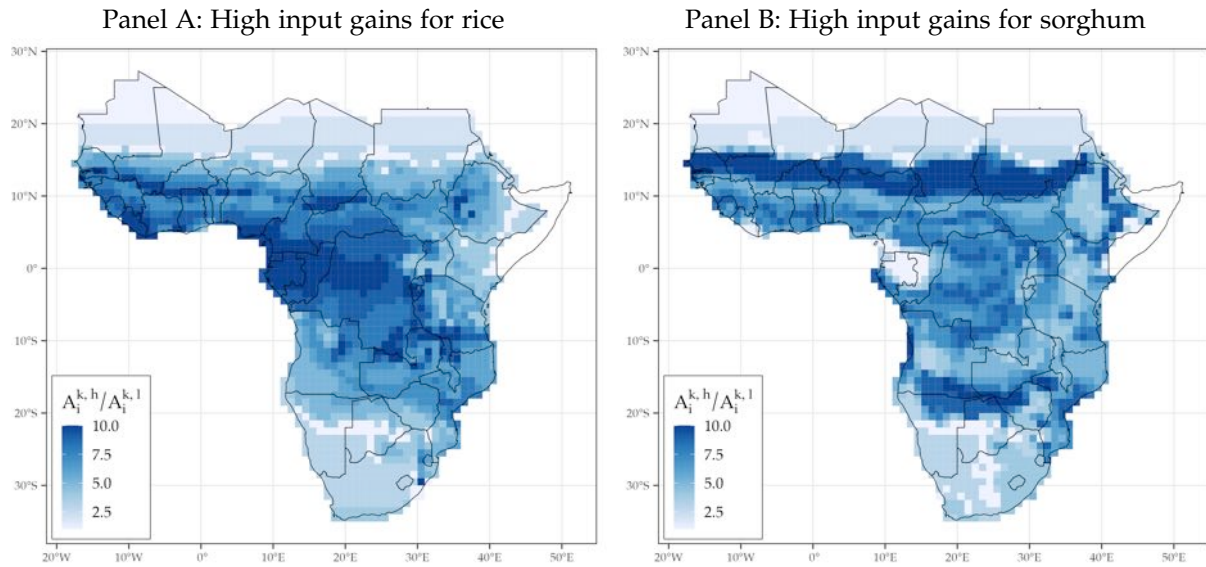 Panel A: High input gains for rice
30°N
20°N
10°N
0°
10°S
20°S
30°S
A_i^{k, h}/A_i^{k, l}
10.0
7.5
5.0
2.5
20°W 10°W 0° 10°E 20°E 30°E 40°E 50°E
Panel B: High input gains for sorghum
30°N
20°N
10°N
0°
10°S
20°S
30°S
A_i^{k, h}/A_i^{k, l}
10.0
7.5
5.0
2.5
20°W 10°W 0° 10°E 20°E 30°E 40°E 50°E